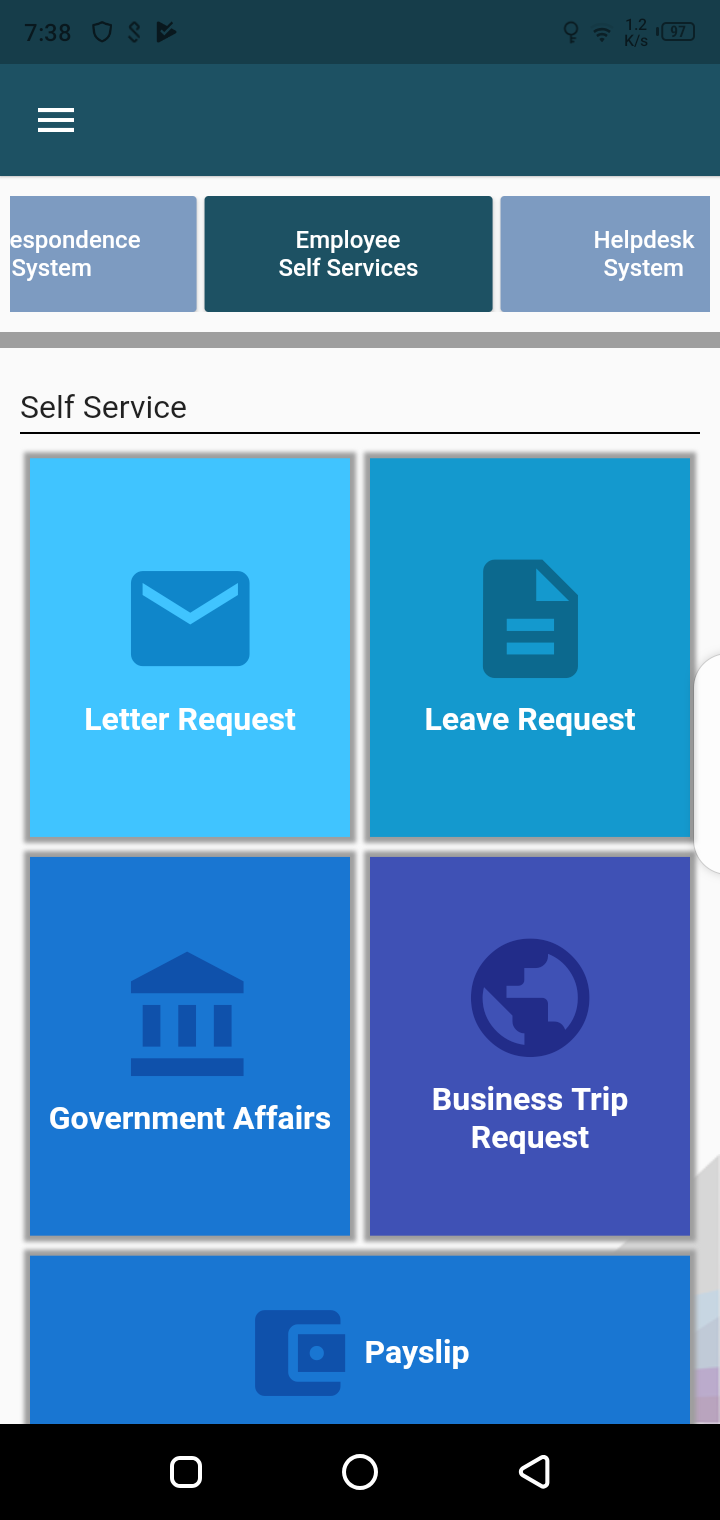 7:38
1.2
K/s
97
espondence
System
Employee
Self Services
Helpdesk
System
Self Service
Letter Request
Leave Request
Government Affairs
Business Trip
Request
Payslip